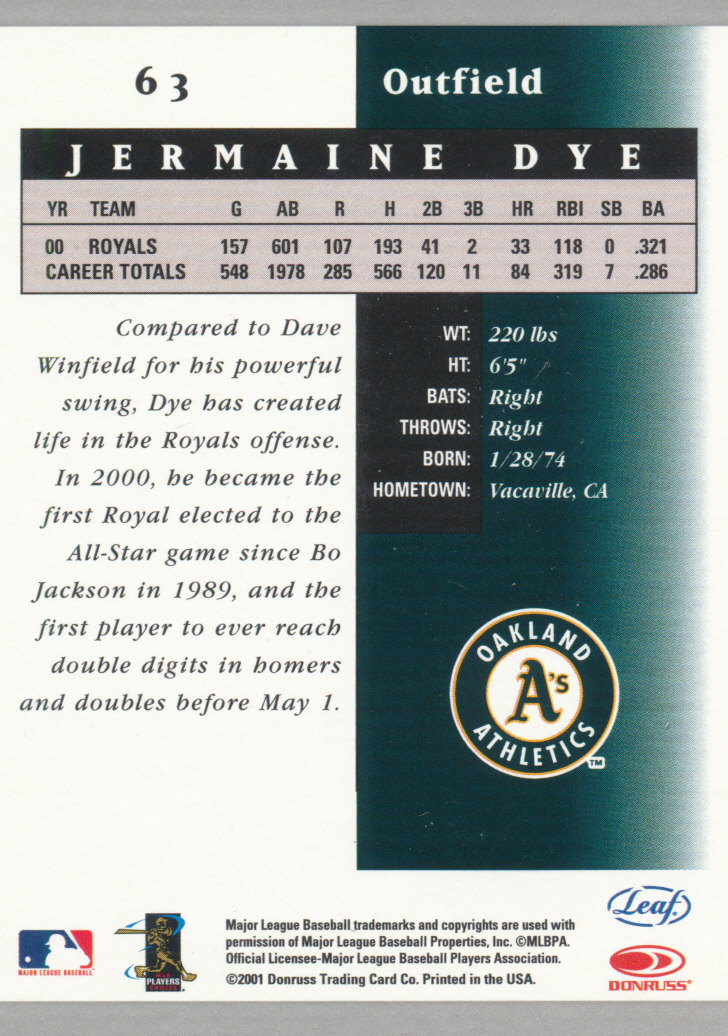 63
Outfield
JERMAINE DYE
YR TEAM G AB R H 2B 3B HR RBI SB BA
00 ROYALS 157 601 107 193 41 2 33 118 0 .321
CAREER TOTALS 548 1978 285 566 120 11 84 319 7 .286
Compared to Dave
Winfield for his powerful
swing, Dye has created
life in the Royals offense.
In 2000, he became the
first Royal elected to the
All-Star game since Bo
Jackson in 1989, and the
first player to ever reach
double digits in homers
and doubles before May 1.
WT: 220 lbs
HT: 6'5"
BATS: Right
THROWS: Right
BORN: 1/28/74
HOMETOWN: Vacaville, CA
OAKLAND
A's
ATHLETICS
TM
MAJOR LEAGUE BASEBALL
MLB
PLAYERS
CHOICE
Major League Baseball trademarks and copyrights are used with
permission of Major League Baseball Properties, Inc. ©MLBPA.
Official Licensee-Major League Baseball Players Association.
©2001 Donruss Trading Card Co. Printed in the USA.
Leaf
DONRUSS®